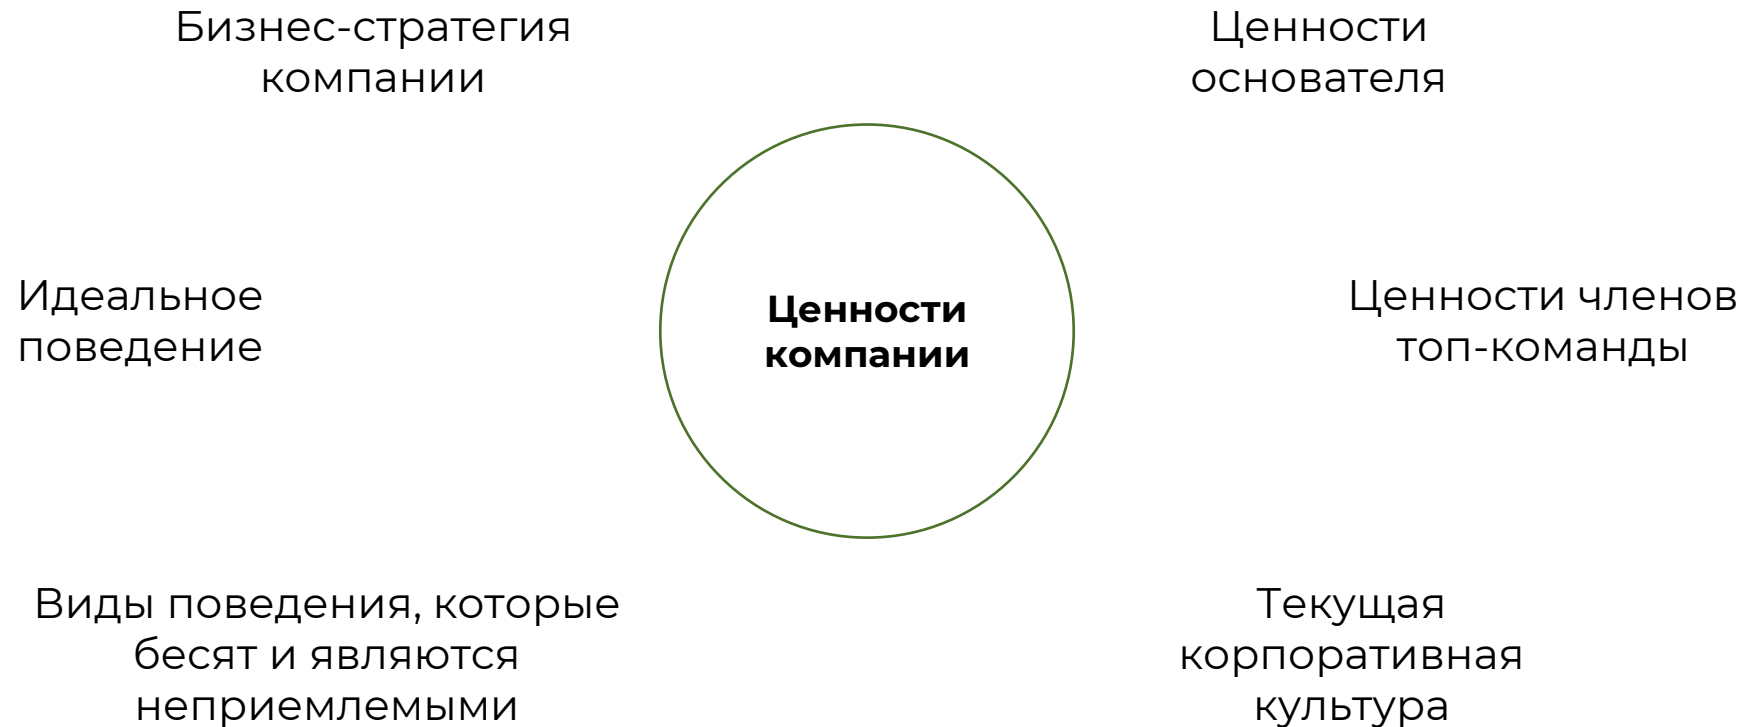 Бизнес-стратегия
компании
Ценности
основателя
Идеальное
поведение
Ценности
компании
Ценности членов
топ-команды
Виды поведения, которые
бесят и являются
неприемлемыми
Текущая
корпоративная
культура